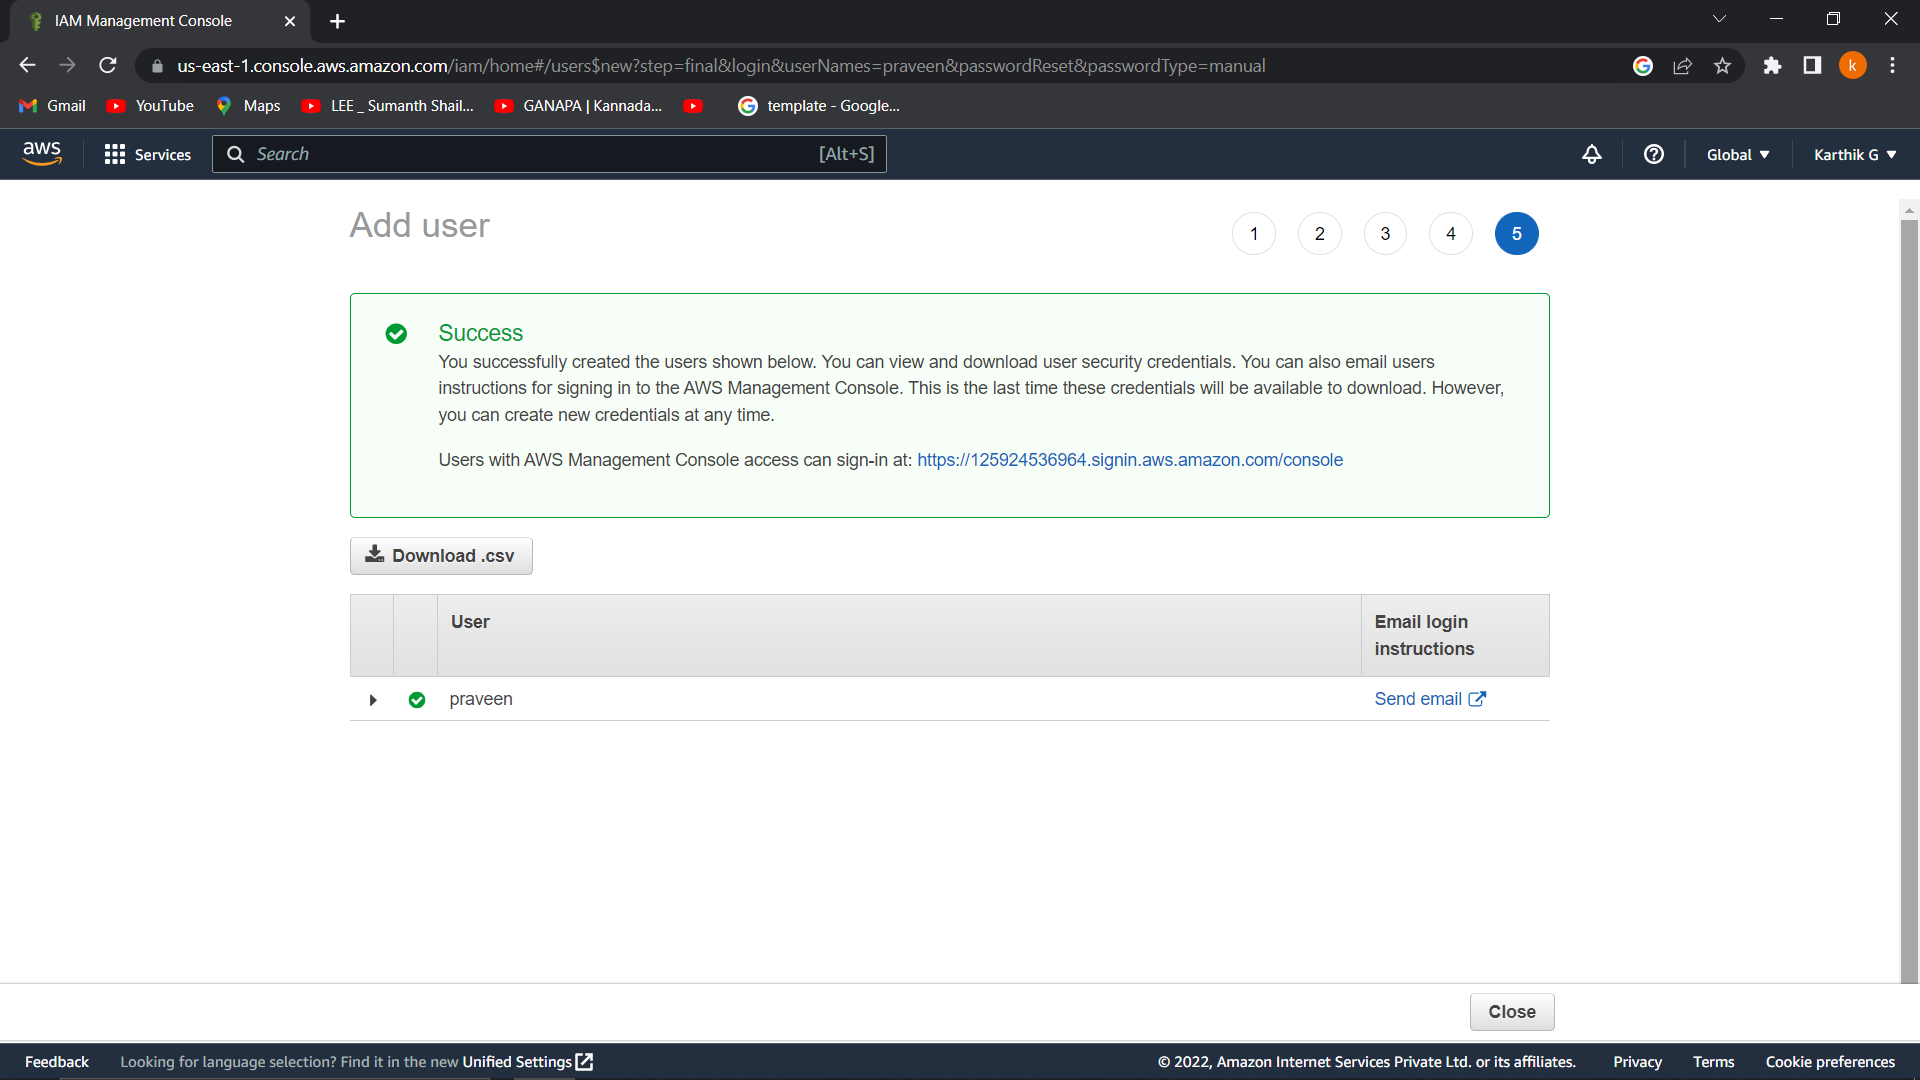 IAM Management Console
us-east-1.console.aws.amazon.com/iam/home#/users$new?step=final&login&userNames=praveen&passwordReset&passwordType=manual
k
Gmail YouTube Maps LEE _ Sumanth Shail... GANAPA | Kannada... template - Google...
aws Services Search [Alt+S] Global Karthik G
Add user
1 2 3 4 5
Success
You successfully created the users shown below. You can view and download user security credentials. You can also email users
instructions for signing in to the AWS Management Console. This is the last time these credentials will be available to download. However,
you can create new credentials at any time.
Users with AWS Management Console access can sign-in at: https://125924536964.signin.aws.amazon.com/console
Download .csv
User
Email login
instructions
praveen
Send email
Close
Feedback Looking for language selection? Find it in the new Unified Settings © 2022, Amazon Internet Services Private Ltd. or its affiliates. Privacy Terms Cookie preferences